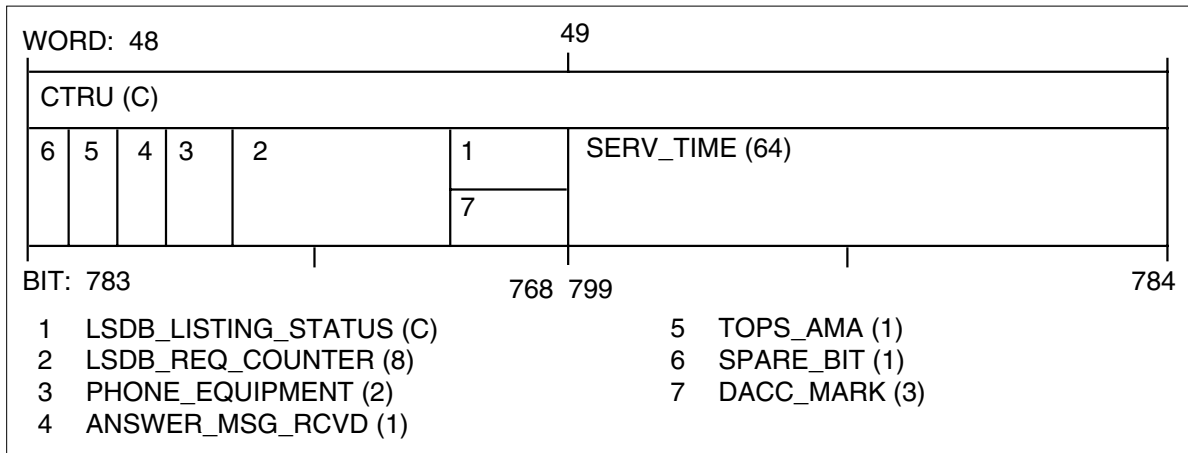 WORD: 48 49
CTRU (C)
6 5 4 3 2 1 SERV_TIME (64)
7
BIT: 783 768 799 784
1 LSDB_LISTING_STATUS (C) 5 TOPS_AMA (1)
2 LSDB_REQ_COUNTER (8) 6 SPARE_BIT (1)
3 PHONE_EQUIPMENT (2) 7 DACC_MARK (3)
4 ANSWER_MSG_RCVD (1)